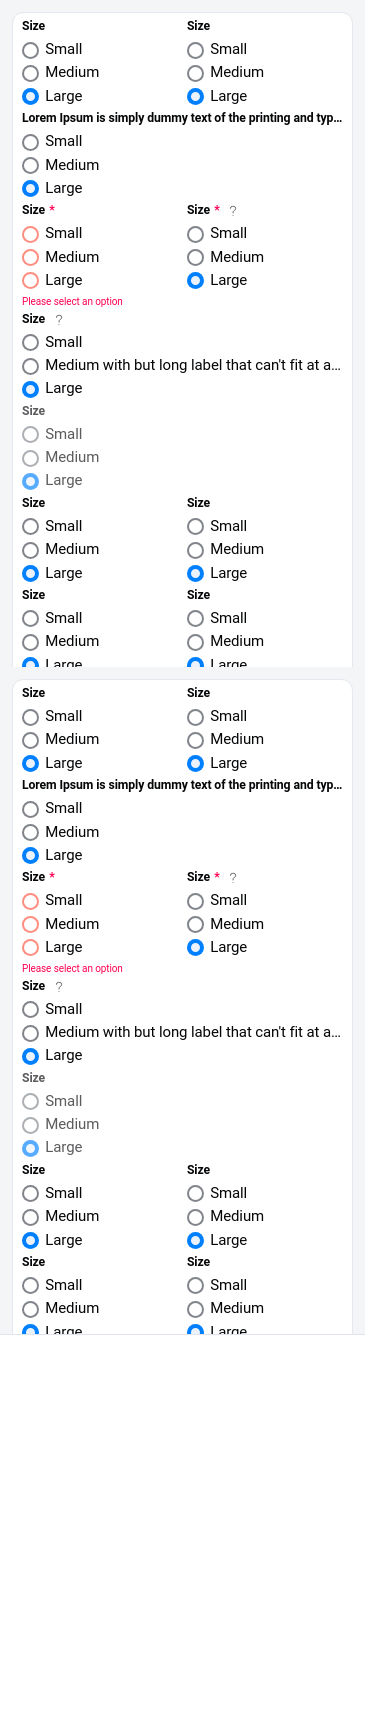 Size Size
Small Small
Medium Medium
Large Large
Lorem Ipsum is simply dummy text of the printing and typ...
Small
Medium
Large
Size * Size * ?
Small Small
Medium Medium
Large Large
Please select an option
Size ?
Small
Medium with but long label that can't fit at a...
Large
Size
Small
Medium
Large
Size Size
Small Small
Medium Medium
Large Large
Size Size
Small Small
Medium Medium
Large Large
Size Size
Small Small
Medium Medium
Large Large
Lorem Ipsum is simply dummy text of the printing and typ...
Small
Medium
Large
Size * Size * ?
Small Small
Medium Medium
Large Large
Please select an option
Size ?
Small
Medium with but long label that can't fit at a...
Large
Size
Small
Medium
Large
Size Size
Small Small
Medium Medium
Large Large
Size Size
Small Small
Medium Medium
Large Large